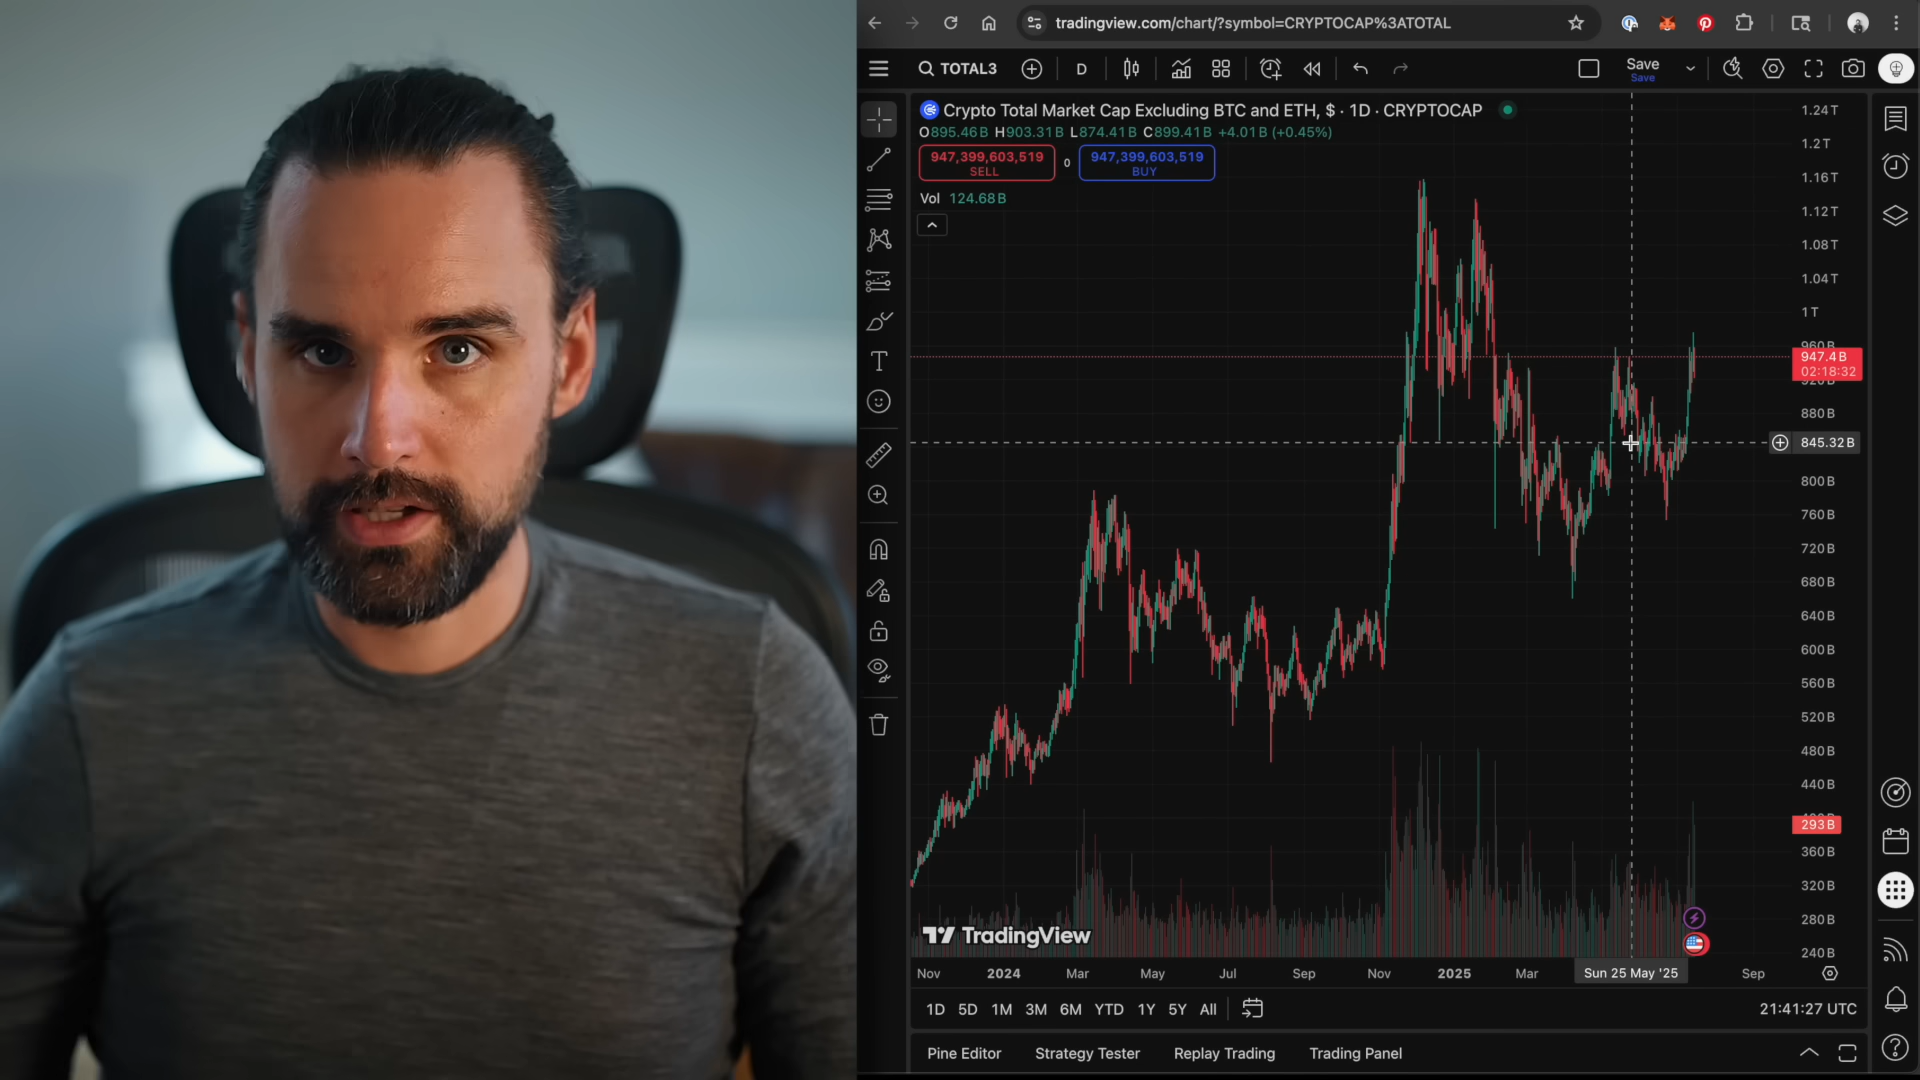 tradingview.com/chart/?symbol=CRYPTOCAP%3ATOTAL
TOTAL3
D
Save
Save
Crypto Total Market Cap Excluding BTC and ETH, $ · 1D · CRYPTOCAP
O895.46B H903.31B L874.41B C899.41B +4.01B (+0.45%)
947,399,603,519
SELL
0
947,399,603,519
BUY
Vol 124.68B
1.24T
1.2T
1.16T
1.12T
1.08T
1.04T
1T
960B
947.4B
02:18:32
920B
880B
845.32B
800B
760B
720B
680B
640B
600B
560B
520B
480B
440B
293B
360B
320B
280B
240B
TradingView
Nov 2024 Mar May Jul Sep Nov 2025 Mar Sun 25 May '25 Sep
1D 5D 1M 3M 6M YTD 1Y 5Y All
21:41:27 UTC
Pine Editor Strategy Tester Replay Trading Trading Panel